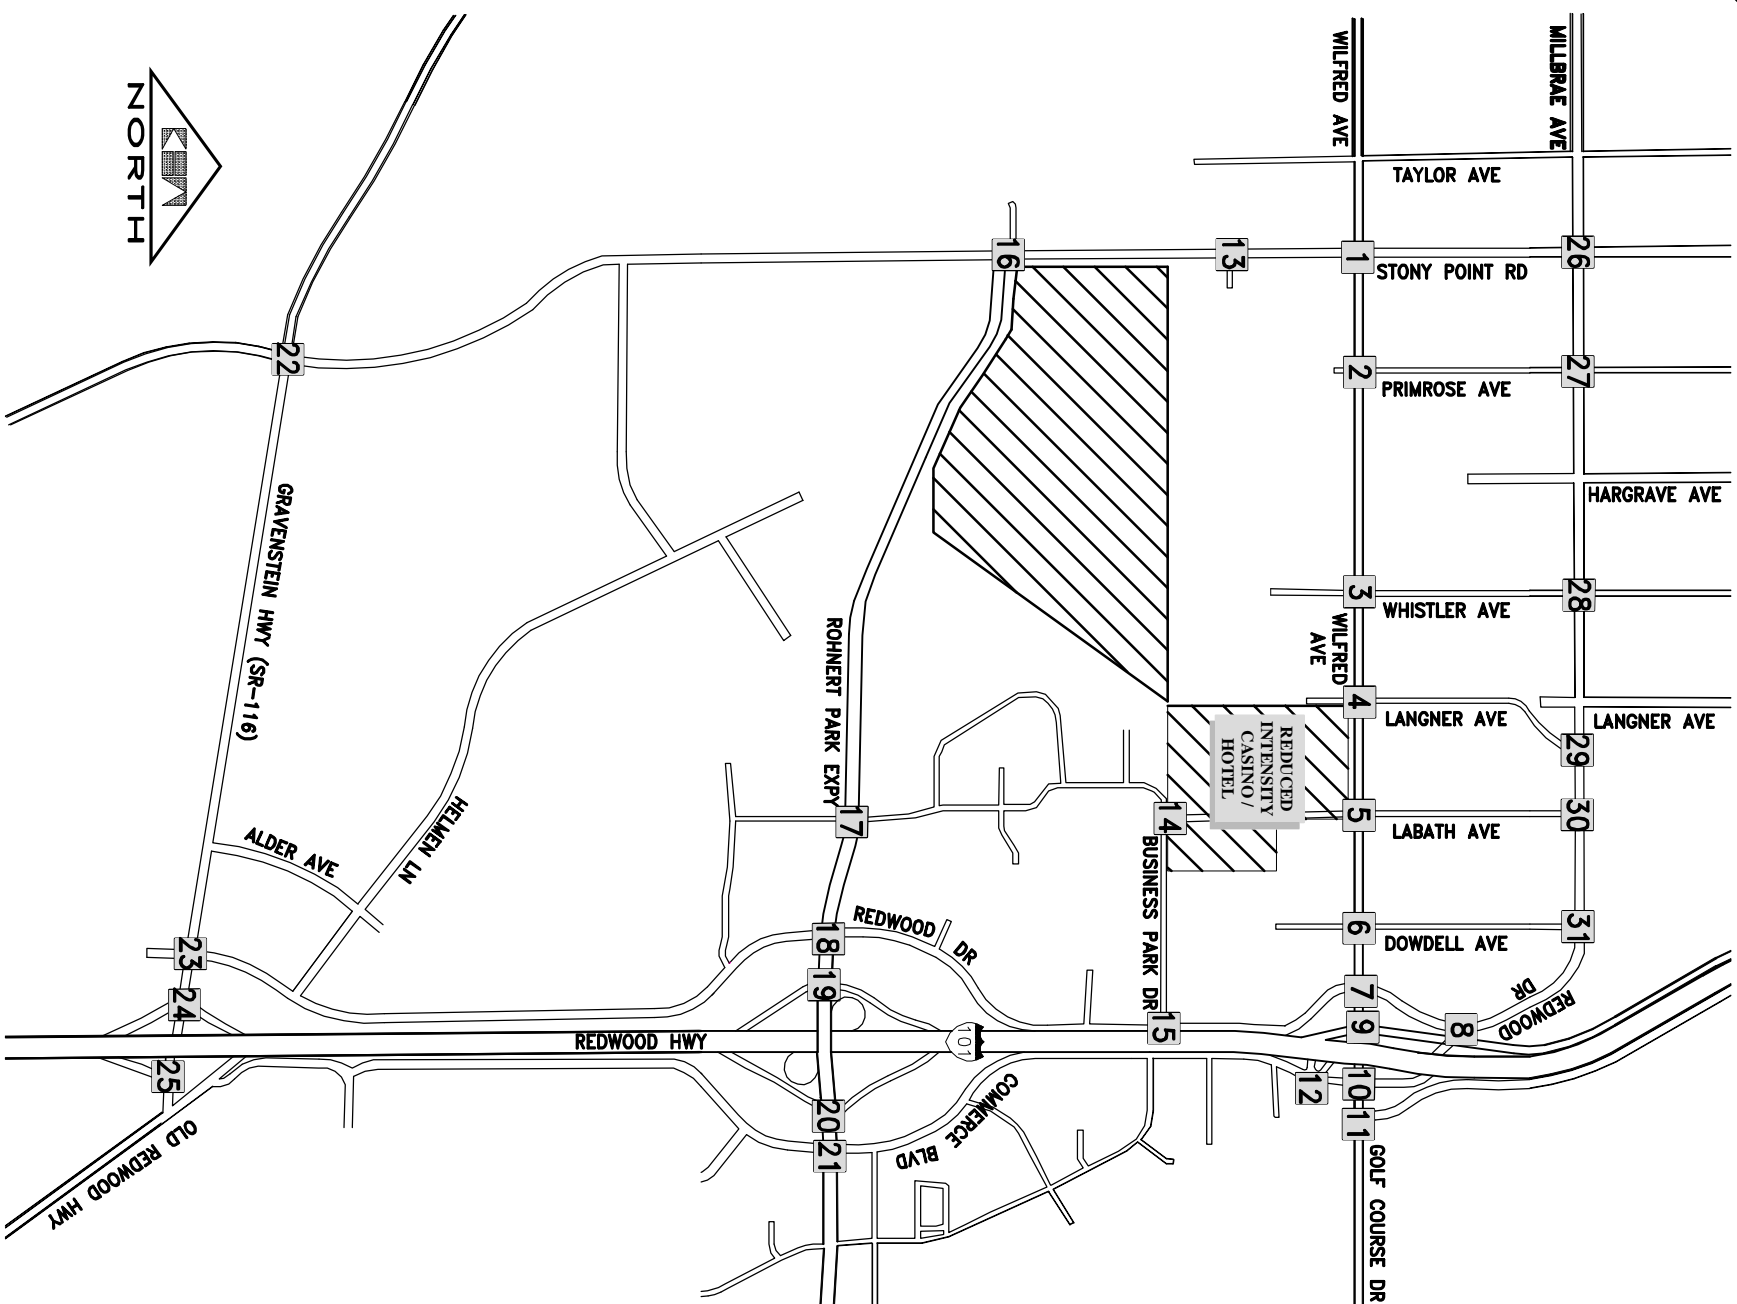 NORTH
WILFRED AVE
MILLBRAE AVE
TAYLOR AVE
16
13
1
26
STONY POINT RD
22
2
27
PRIMROSE AVE
HARGRAVE AVE
GRAVENSTEIN HWY (SR-116)
3
28
WHISTLER AVE
WILFRED
AVE
4
LANGNER AVE
LANGNER AVE
REDUCED
INTENSITY
CASINO /
HOTEL
29
ROHNERT PARK EXPY
17
14
5
30
LABATH AVE
HELMEN LN
ALDER AVE
BUSINESS PARK DR
REDWOOD DR
18
6
31
DOWDELL AVE
23
19
7
24
REDWOOD
DR
15
9
8
REDWOOD HWY
101
25
12
10
20
11
21
COMMERCE BLVD
OLD REDWOOD HWY
GOLF COURSE DR